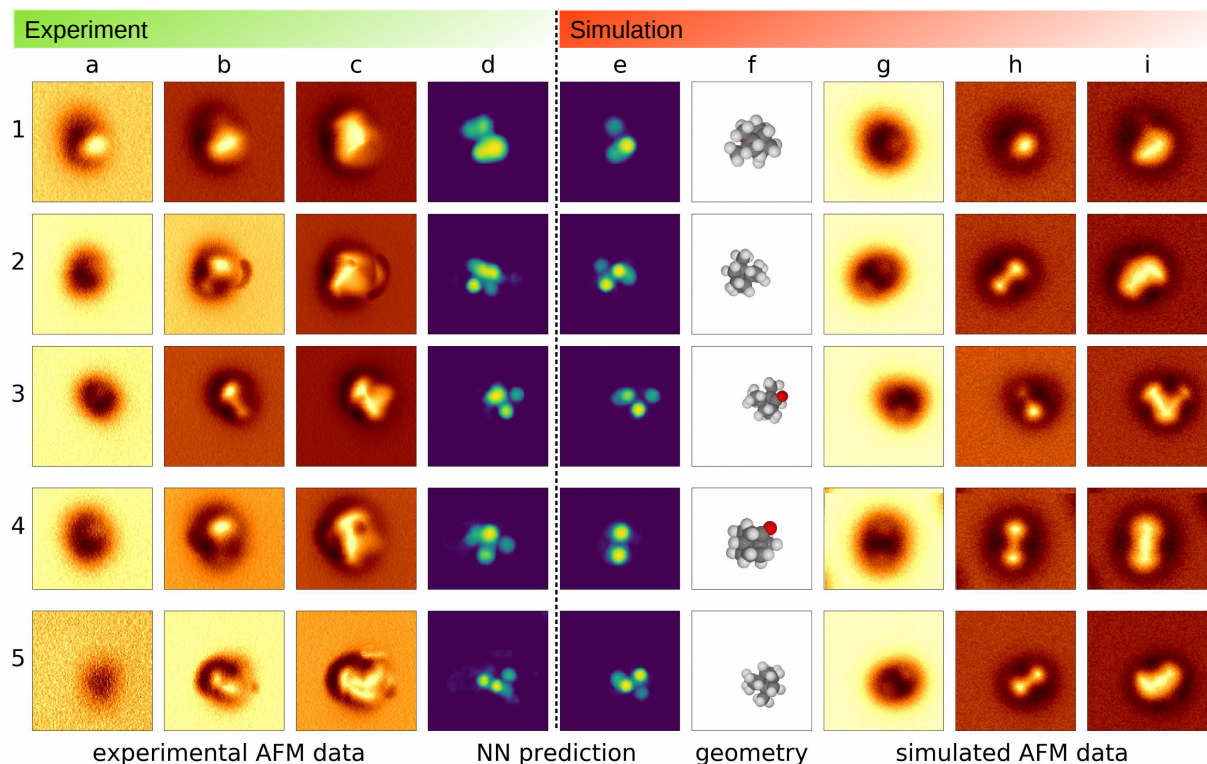 Experiment Simulation
a b c d e f g h i
1
2
3
4
5
experimental AFM data NN prediction geometry simulated AFM data